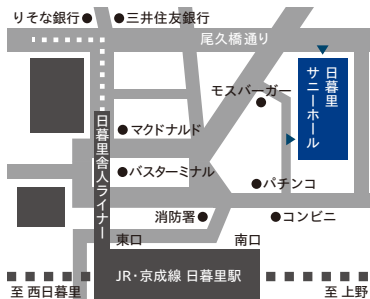 りそな銀行
三井住友銀行
尾久橋通り
モスバーガー
日暮里
サニーホール
マクドナルド
日暮里舎人ライナー
バスターミナル
パチンコ
消防署
コンビニ
東口
南口
JR・京成線 日暮里駅
至 西日暮里
至 上野